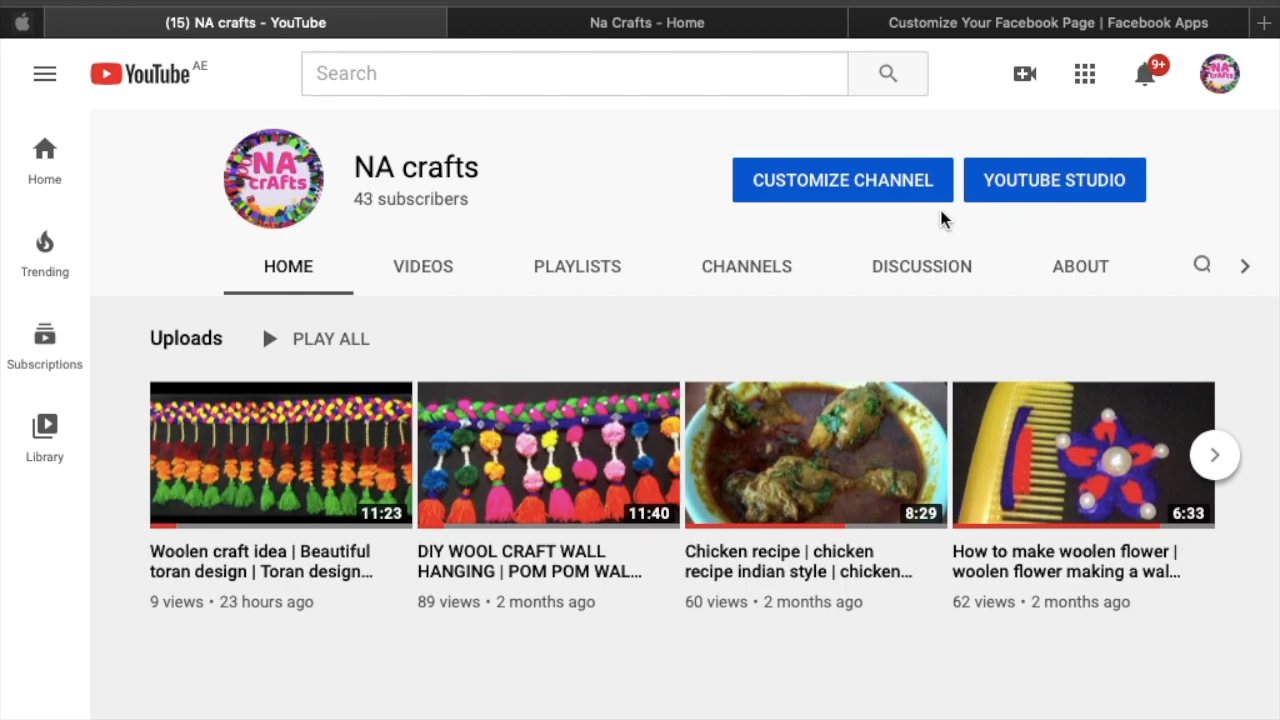 (15) NA crafts - YouTube
Na Crafts - Home
Customize Your Facebook Page | Facebook Apps
YouTube AE
Search
9+
NA crAfts
Home
Trending
Subscriptions
Library
NA crAfts
NA crafts
43 subscribers
CUSTOMIZE CHANNEL
YOUTUBE STUDIO
HOME
VIDEOS
PLAYLISTS
CHANNELS
DISCUSSION
ABOUT
Uploads
PLAY ALL
11:23
Woolen craft idea | Beautiful
toran design | Toran design...
9 views • 23 hours ago
11:40
DIY WOOL CRAFT WALL
HANGING | POM POM WAL...
89 views • 2 months ago
8:29
Chicken recipe | chicken
recipe indian style | chicken...
60 views • 2 months ago
6:33
How to make woolen flower |
woolen flower making a wal...
62 views • 2 months ago